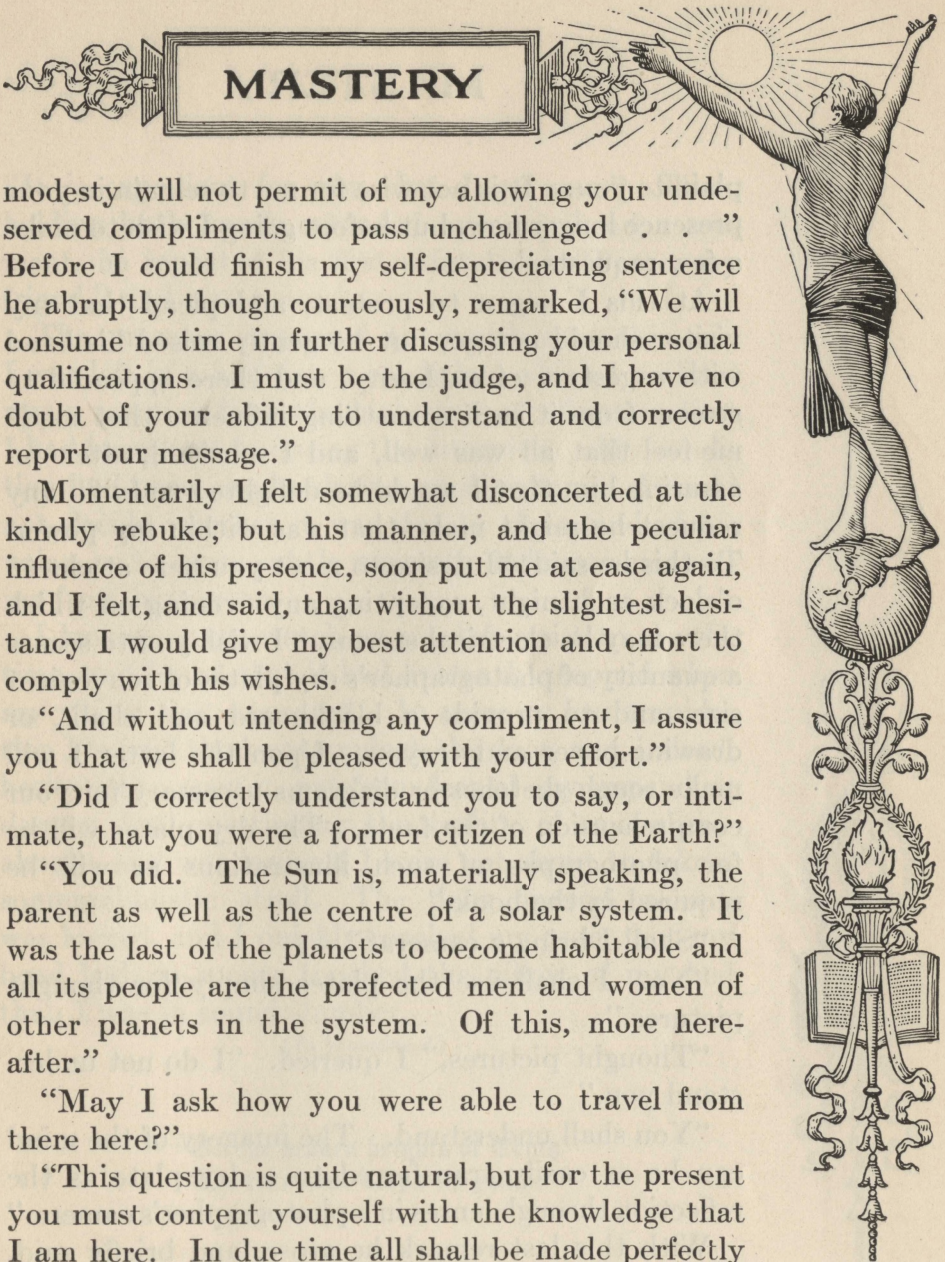 MASTERY
modesty will not permit of my allowing your unde-
served compliments to pass unchallenged . . ”
Before I could finish my self-depreciating sentence
he abruptly, though courteously, remarked, “We will
consume no time in further discussing your personal
qualifications. I must be the judge, and I have no
doubt of your ability to understand and correctly
report our message.”
Momentarily I felt somewhat disconcerted at the
kindly rebuke; but his manner, and the peculiar
influence of his presence, soon put me at ease again,
and I felt, and said, that without the slightest hesi-
tancy I would give my best attention and effort to
comply with his wishes.
“And without intending any compliment, I assure
you that we shall be pleased with your effort.”
“Did I correctly understand you to say, or inti-
mate, that you were a former citizen of the Earth?”
“You did. The Sun is, materially speaking, the
parent as well as the centre of a solar system. It
was the last of the planets to become habitable and
all its people are the prefected men and women of
other planets in the system. Of this, more here-
after.”
“May I ask how you were able to travel from
there here?”
“This question is quite natural, but for the present
you must content yourself with the knowledge that
I am here. In due time all shall be made perfectly